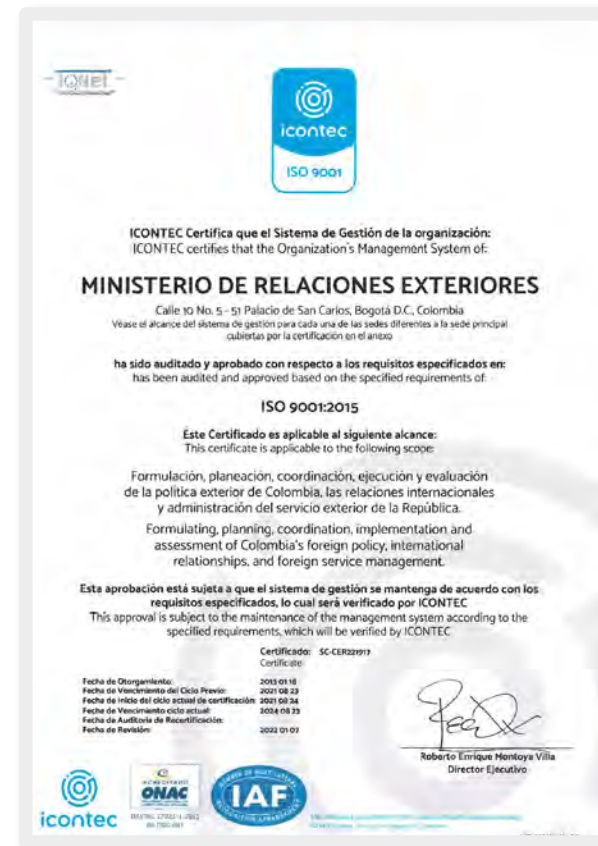 IQNet
icontec
ISO 9001
ICONTEC Certifica que el Sistema de Gestión de la organización:
ICONTEC certifies that the Organization's Management System of:
MINISTERIO DE RELACIONES EXTERIORES
Calle 10 No. 5 - 51 Palacio de San Carlos, Bogotá D.C., Colombia
Véase el alcance del sistema de gestión para cada una de las sedes diferentes a la sede principal
cubiertas por la certificación en el anexo
ha sido auditado y aprobado con respecto a los requisitos especificados en:
has been audited and approved based on the specified requirements of:
ISO 9001:2015
Este Certificado es aplicable al siguiente alcance:
This certificate is applicable to the following scope:
Formulación, planeación, coordinación, ejecución y evaluación
de la política exterior de Colombia, las relaciones internacionales
y administración del servicio exterior de la República.
Formulating, planning, coordination, implementation and
assessment of Colombia's foreign policy, international
relationships, and foreign service management.
Esta aprobación está sujeta a que el sistema de gestión se mantenga de acuerdo con los
requisitos especificados, lo cual será verificado por ICONTEC
This approval is subject to the maintenance of the management system according to the
specified requirements, which will be verified by ICONTEC
Certificado: SC-CER221917
Certificate
Fecha de Otorgamiento: 2013 01 18
Fecha de Vencimiento del Ciclo Previo: 2021 08 23
Fecha de Inicio del ciclo actual de certificación: 2021 08 24
Fecha de Vencimiento ciclo actual: 2024 08 23
Fecha de Auditoría de Recertificación:
Fecha de Revisión: 2022 01 07
Roberto Enrique Montoya Villa
Director Ejecutivo
icontec
ACREDITADO
ONAC
IAF